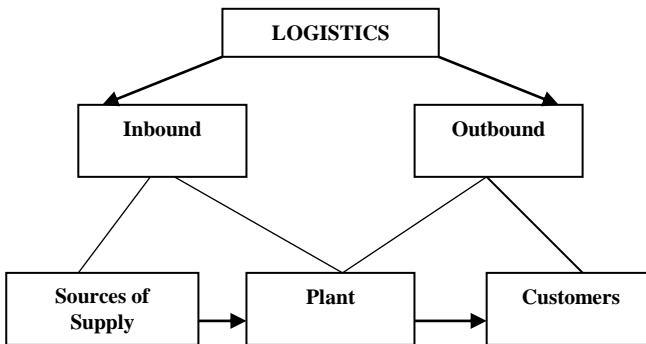 LOGISTICS
Inbound
Outbound
Sources of
Supply
Plant
Customers